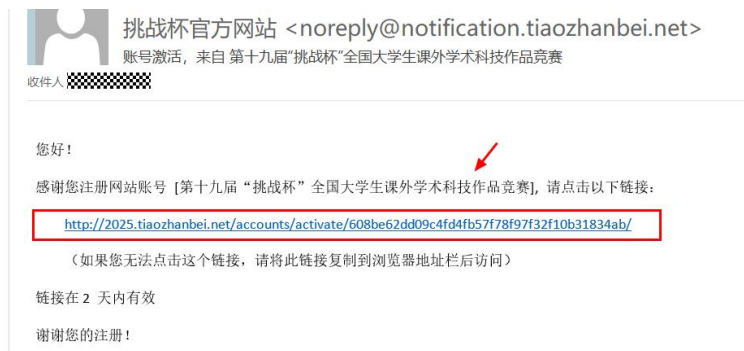 挑战杯官方网站 <noreply@notification.tiaozhanbei.net>
账号激活，来自 第十九届“挑战杯”全国大学生课外学术科技作品竞赛
收件人
您好！
感谢您注册网站账号 [第十九届“挑战杯”全国大学生课外学术科技作品竞赛]，请点击以下链接：
http://2025.tiaozhanbei.net/accounts/activate/608be62dd09c4fd4fb57f78f97f32f10b31834ab/
（如果您无法点击这个链接，请将此链接复制到浏览器地址栏后访问）
链接在 2 天内有效
谢谢您的注册！